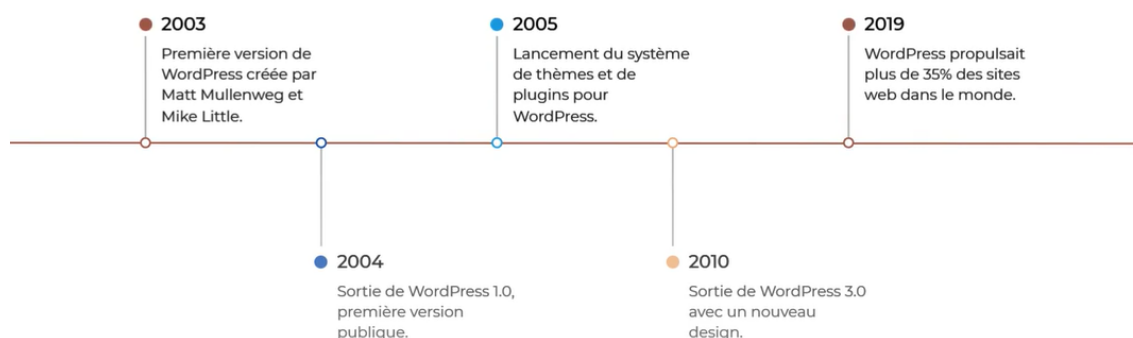 2003
Première version de
WordPress créée par
Matt Mullenweg et
Mike Little.
2004
Sortie de WordPress 1.0,
première version
publique.
2005
Lancement du système
de thèmes et de
plugins pour
WordPress.
2010
Sortie de WordPress 3.0
avec un nouveau
design.
2019
WordPress propulsait
plus de 35% des sites
web dans le monde.